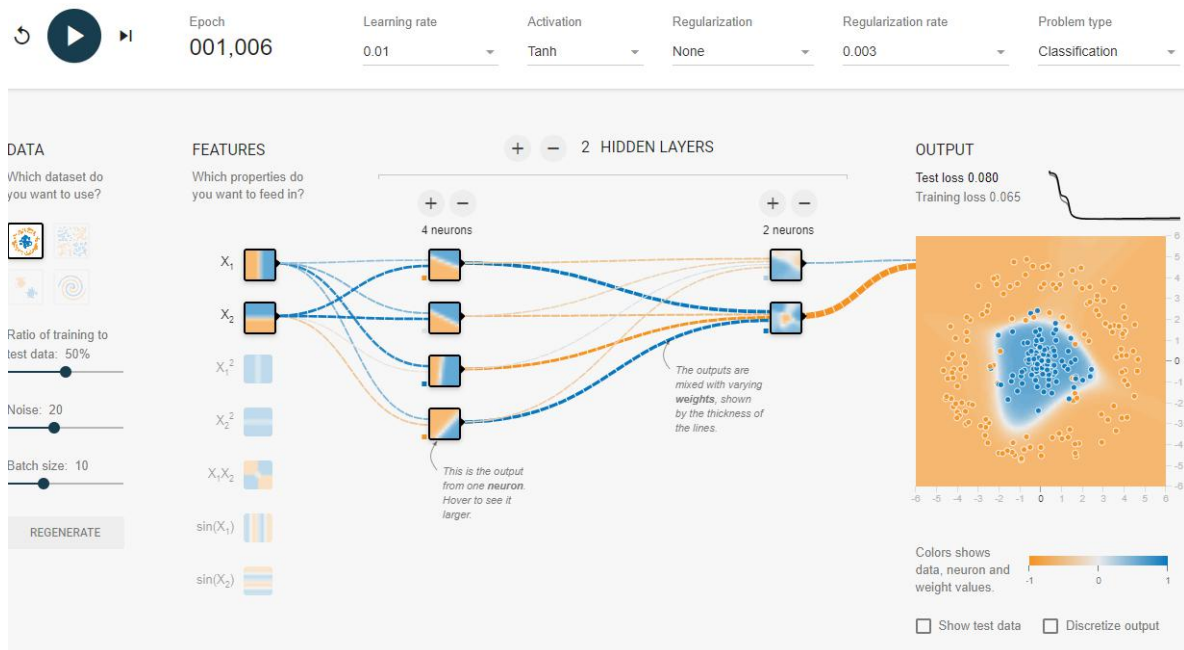 Epoch
001,006
Learning rate
0.01
Activation
Tanh
Regularization
None
Regularization rate
0.003
Problem type
Classification
DATA
Which dataset do
you want to use?
Ratio of training to
test data: 50%
Noise: 20
Batch size: 10
REGENERATE
FEATURES
Which properties do
you want to feed in?
X₁
X₂
X₁²
X₂²
X₁X₂
sin(X₁)
sin(X₂)
+ − 2 HIDDEN LAYERS
+ −
4 neurons
+ −
2 neurons
This is the output
from one neuron.
Hover to see it
larger.
The outputs are
mixed with varying
weights, shown
by the thickness of
the lines.
OUTPUT
Test loss 0.080
Training loss 0.065
6
5
4
3
2
1
0
-1
-2
-3
-4
-5
-6
-6 -5 -4 -3 -2 -1 0 1 2 3 4 5 6
Colors shows
data, neuron and
weight values.
-1 0 1
Show test data
Discretize output